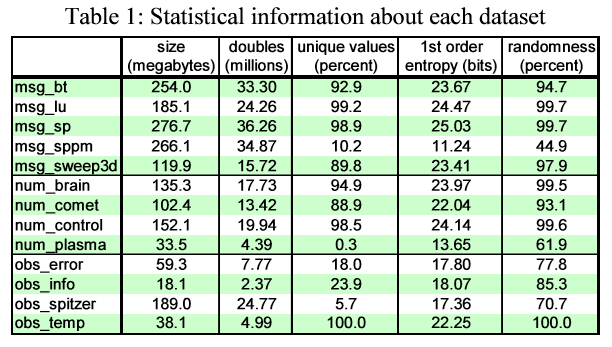 Table 1: Statistical information about each dataset
size doubles unique values 1st order randomness
(megabytes) (millions) (percent) entropy (bits) (percent)
msg_bt 254.0 33.30 92.9 23.67 94.7
msg_lu 185.1 24.26 99.2 24.47 99.7
msg_sp 276.7 36.26 98.9 25.03 99.7
msg_sppm 266.1 34.87 10.2 11.24 44.9
msg_sweep3d 119.9 15.72 89.8 23.41 97.9
num_brain 135.3 17.73 94.9 23.97 99.5
num_comet 102.4 13.42 88.9 22.04 93.1
num_control 152.1 19.94 98.5 24.14 99.6
num_plasma 33.5 4.39 0.3 13.65 61.9
obs_error 59.3 7.77 18.0 17.80 77.8
obs_info 18.1 2.37 23.9 18.07 85.3
obs_spitzer 189.0 24.77 5.7 17.36 70.7
obs_temp 38.1 4.99 100.0 22.25 100.0